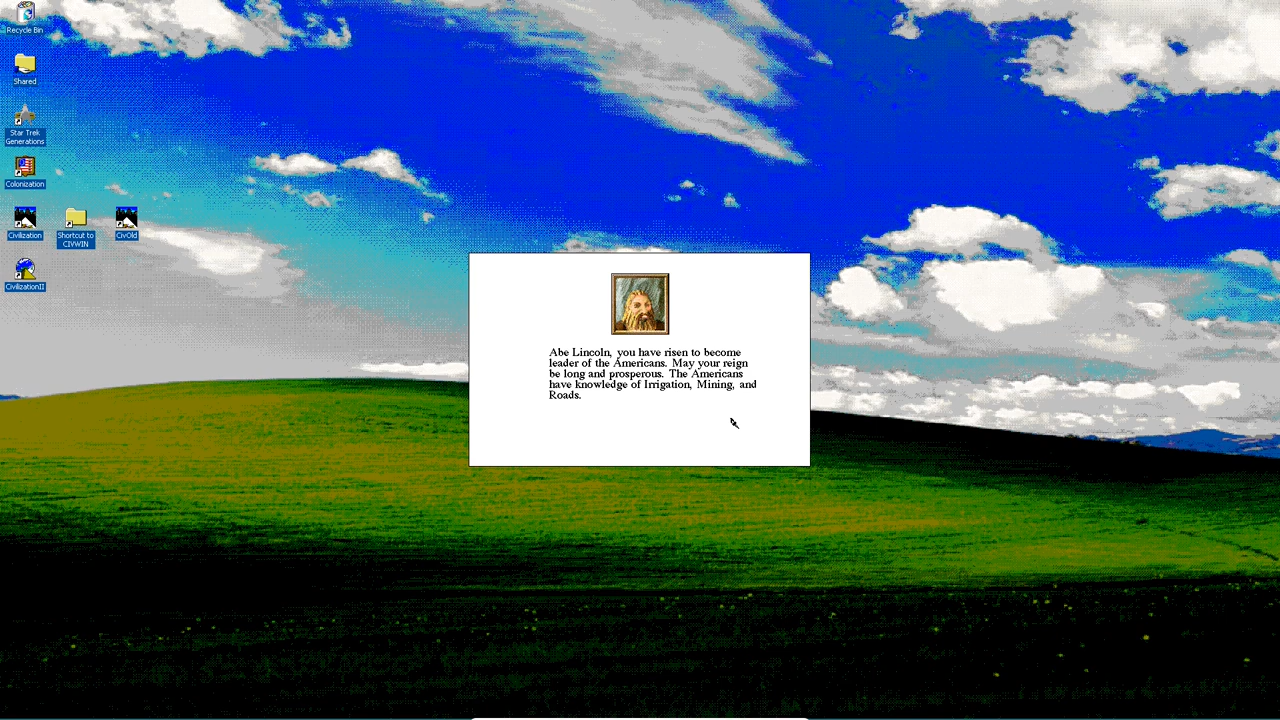 Recycle Bin
Shared
Star Trek
Generations
Colonization
Civilization
Shortcut to
CIVWIN
CivOld
CivilizationII
Abe Lincoln, you have risen to become
leader of the Americans. May your reign
be long and prosperous. The Americans
have knowledge of Irrigation, Mining, and
Roads.